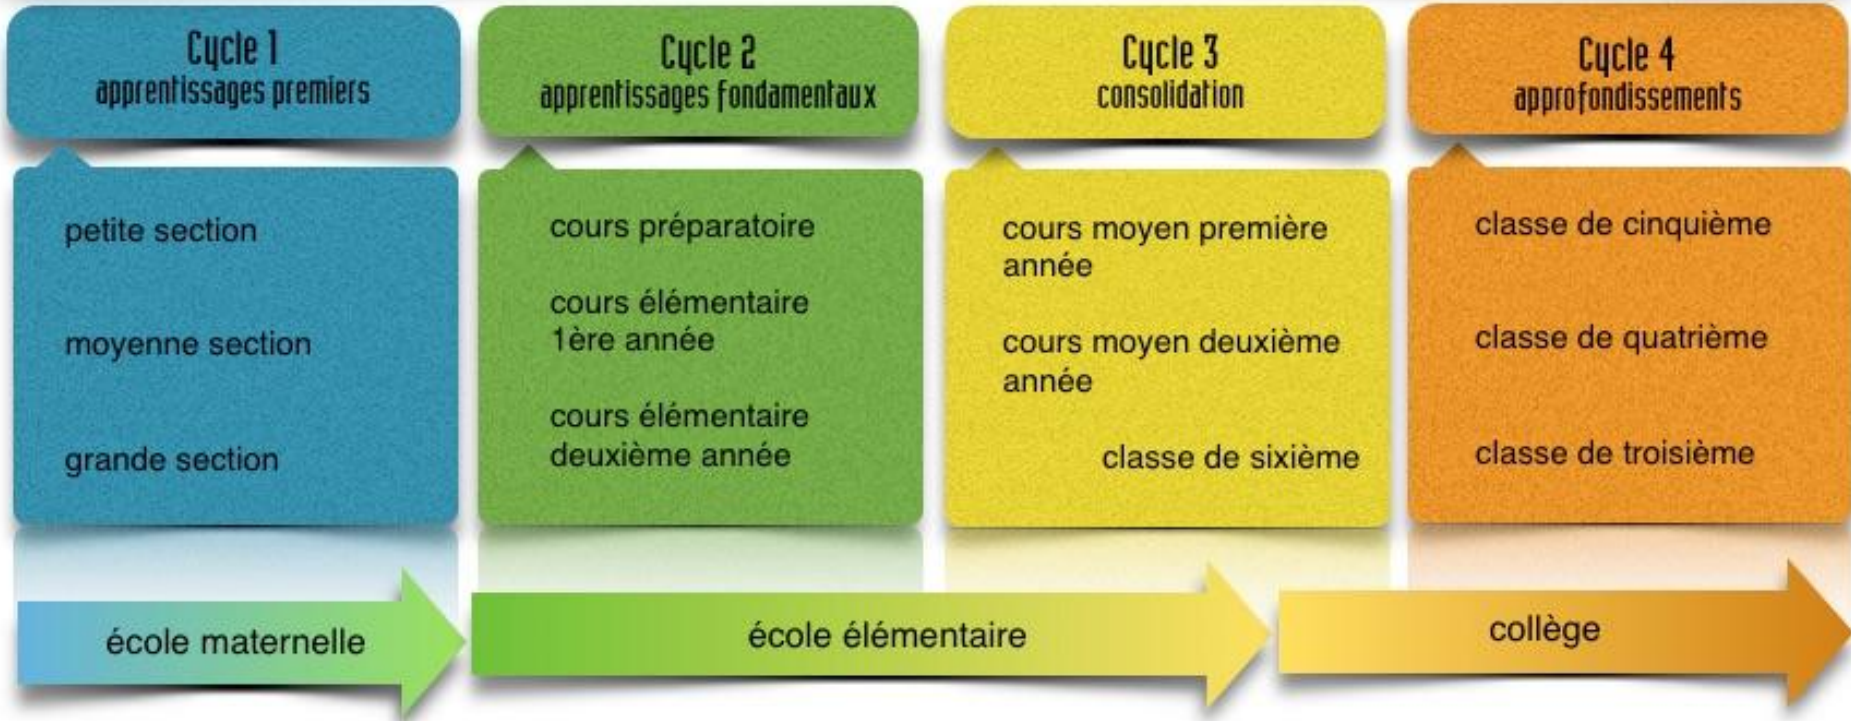 Cycle 1
apprentissages premiers
petite section
moyenne section
grande section
Cycle 2
apprentissages fondamentaux
cours préparatoire
cours élémentaire
1ère année
cours élémentaire
deuxième année
Cycle 3
consolidation
cours moyen première
année
cours moyen deuxième
année
classe de sixième
Cycle 4
approfondissements
classe de cinquième
classe de quatrième
classe de troisième
école maternelle
école élémentaire
collège